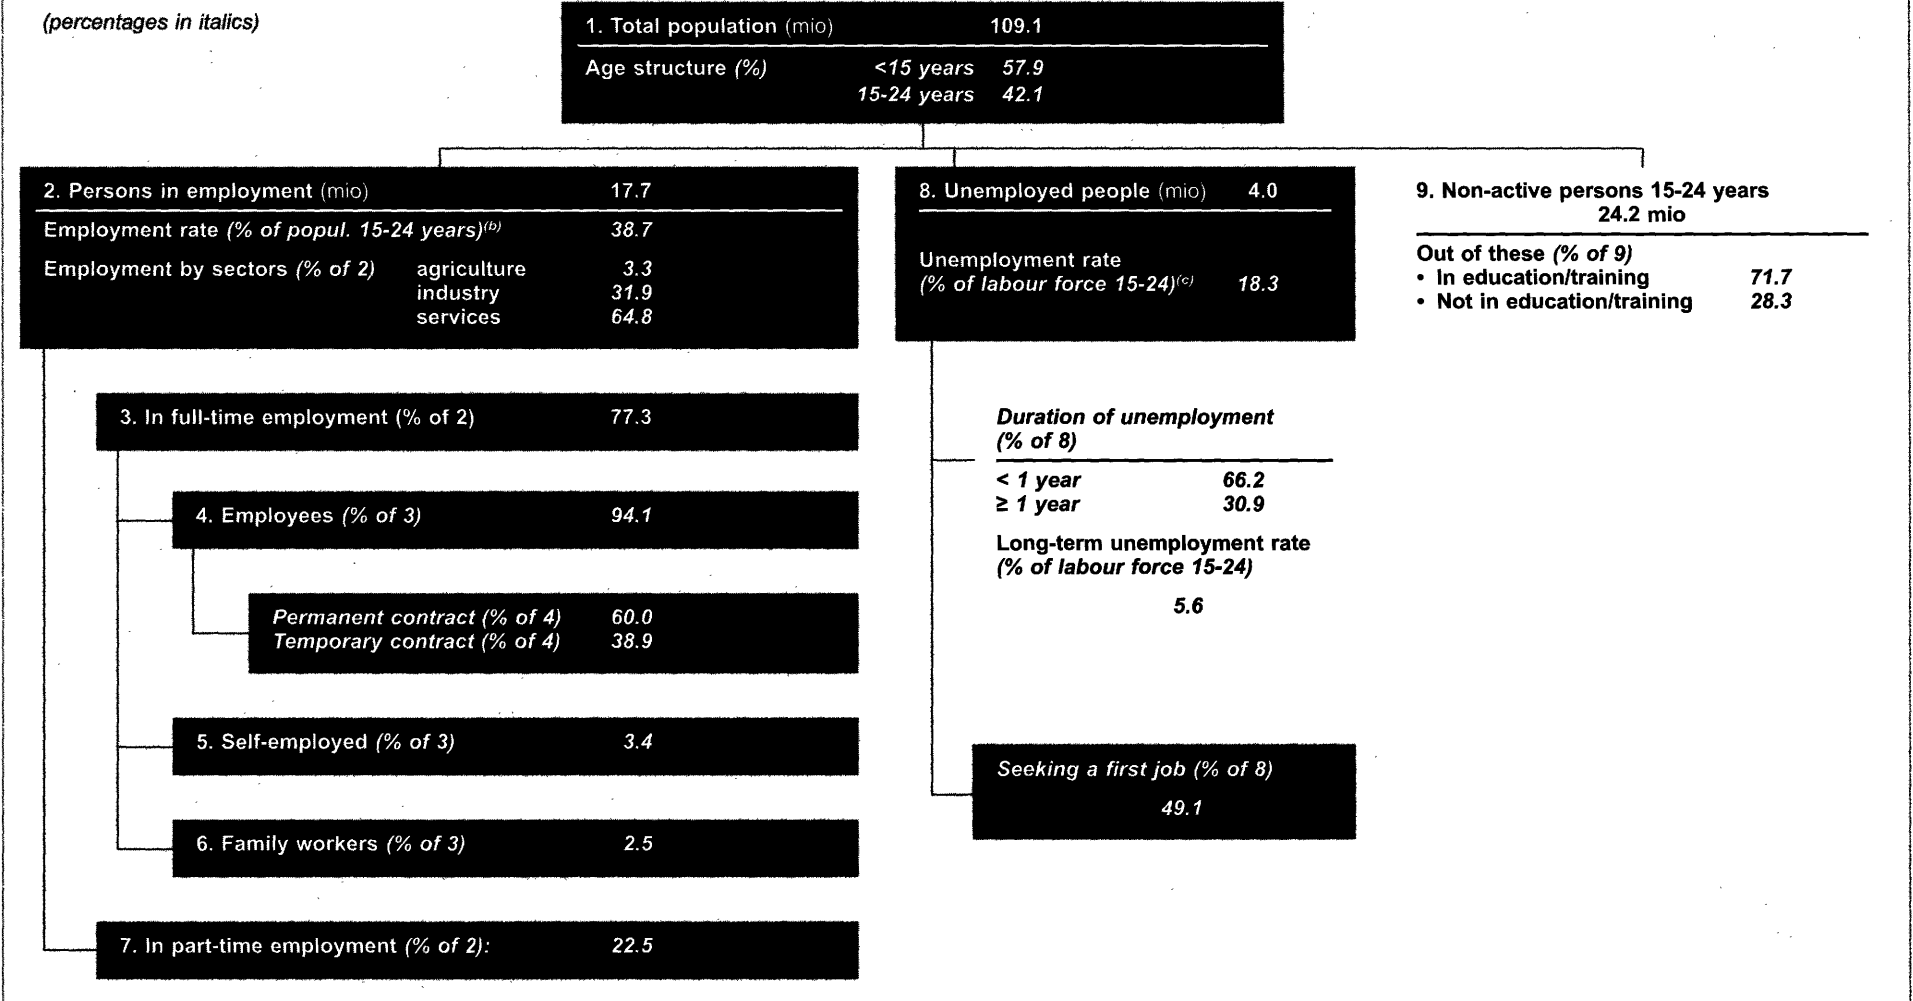 (percentages in italics)
1. Total population (mio) 109.1
Age structure (%) <15 years 57.9
15-24 years 42.1
2. Persons in employment (mio) 17.7
Employment rate (% of popul. 15-24 years)(b) 38.7
Employment by sectors (% of 2) agriculture 3.3
industry 31.9
services 64.8
8. Unemployed people (mio) 4.0
Unemployment rate
(% of labour force 15-24)(c) 18.3
9. Non-active persons 15-24 years
24.2 mio
Out of these (% of 9)
• In education/training 71.7
• Not in education/training 28.3
3. In full-time employment (% of 2) 77.3
4. Employees (% of 3) 94.1
Permanent contract (% of 4) 60.0
Temporary contract (% of 4) 38.9
5. Self-employed (% of 3) 3.4
6. Family workers (% of 3) 2.5
7. In part-time employment (% of 2): 22.5
Duration of unemployment
(% of 8)
< 1 year 66.2
≥ 1 year 30.9
Long-term unemployment rate
(% of labour force 15-24)
5.6
Seeking a first job (% of 8)
49.1